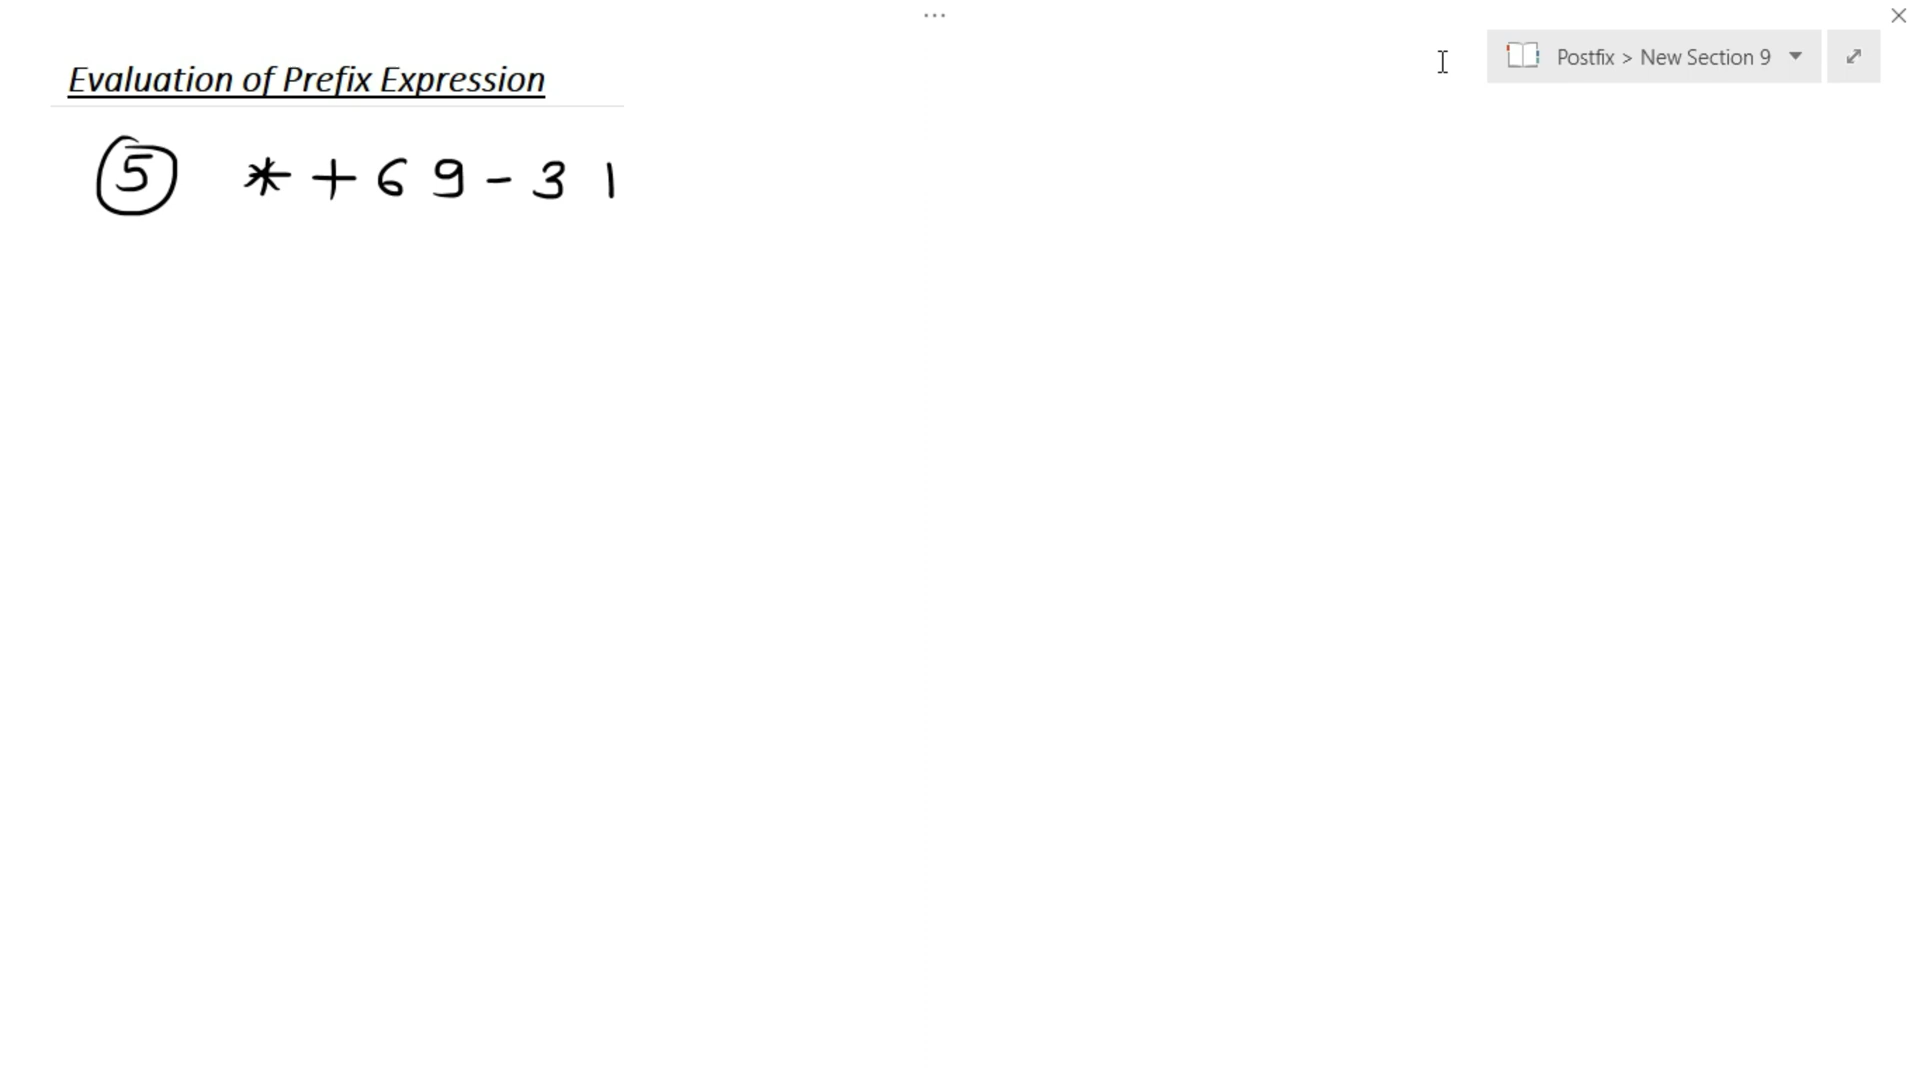 ...
Postfix > New Section 9
Evaluation of Prefix Expression
5 * + 6 9 - 3 1